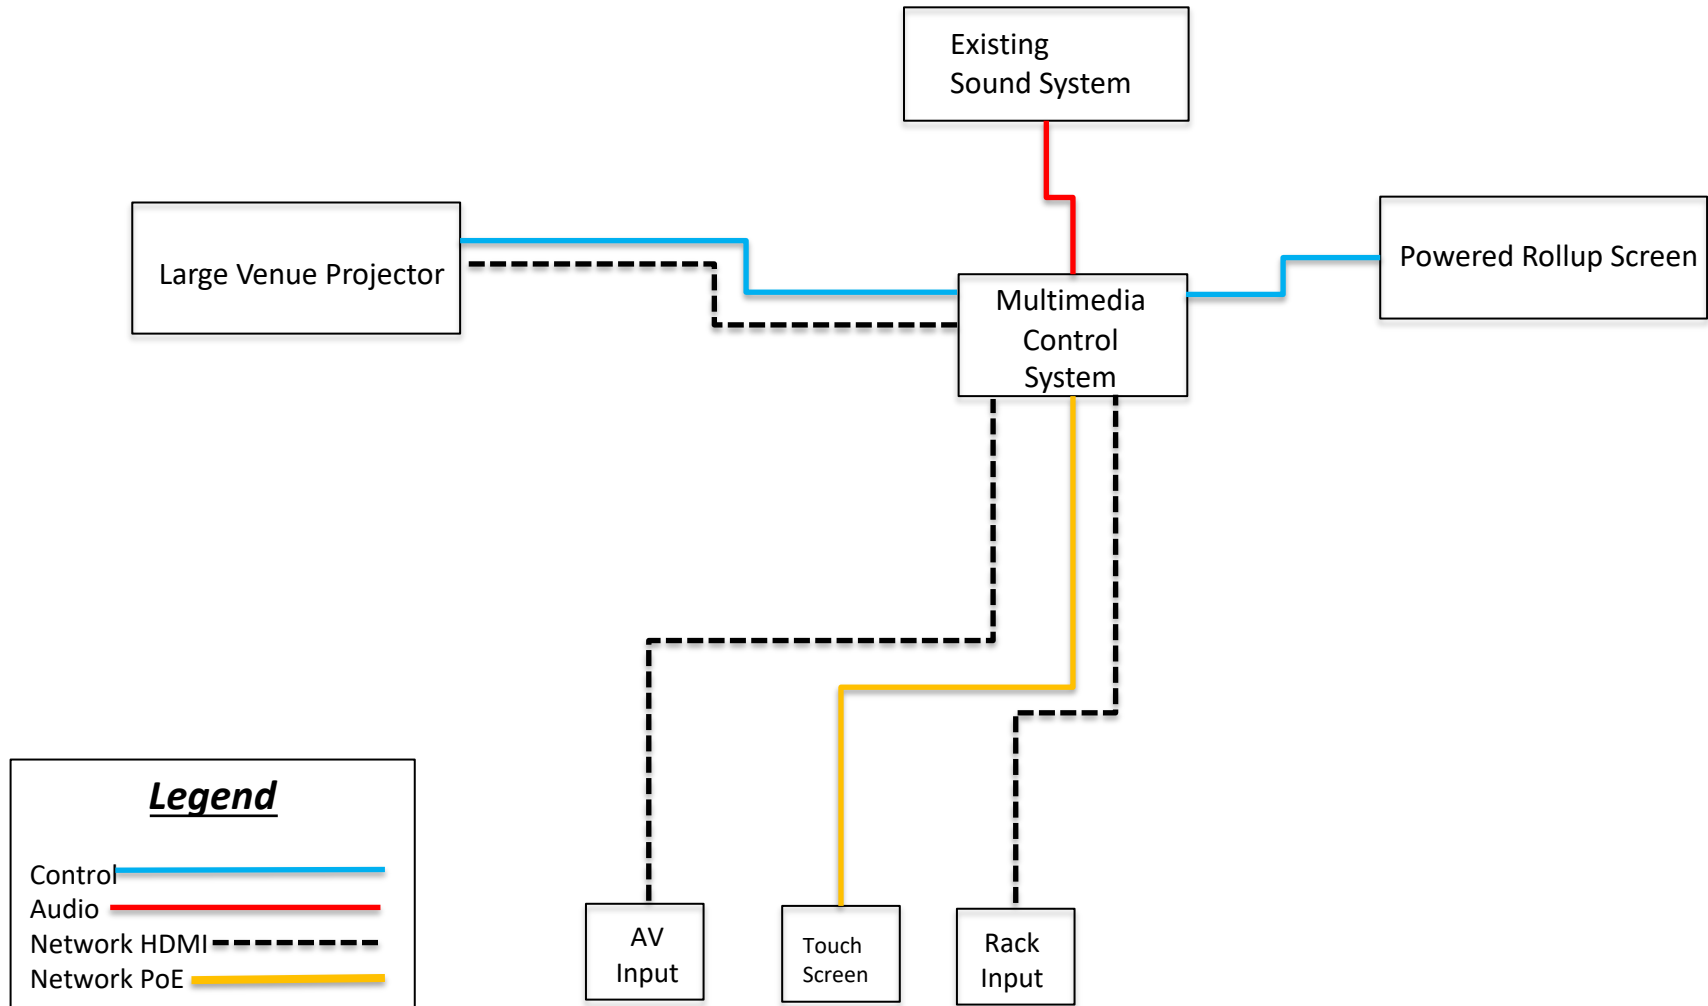 Existing
Sound System
Large Venue Projector
Powered Rollup Screen
Multimedia
Control
System
Legend
Control
Audio
Network HDMI
Network PoE
AV
Input
Touch
Screen
Rack
Input